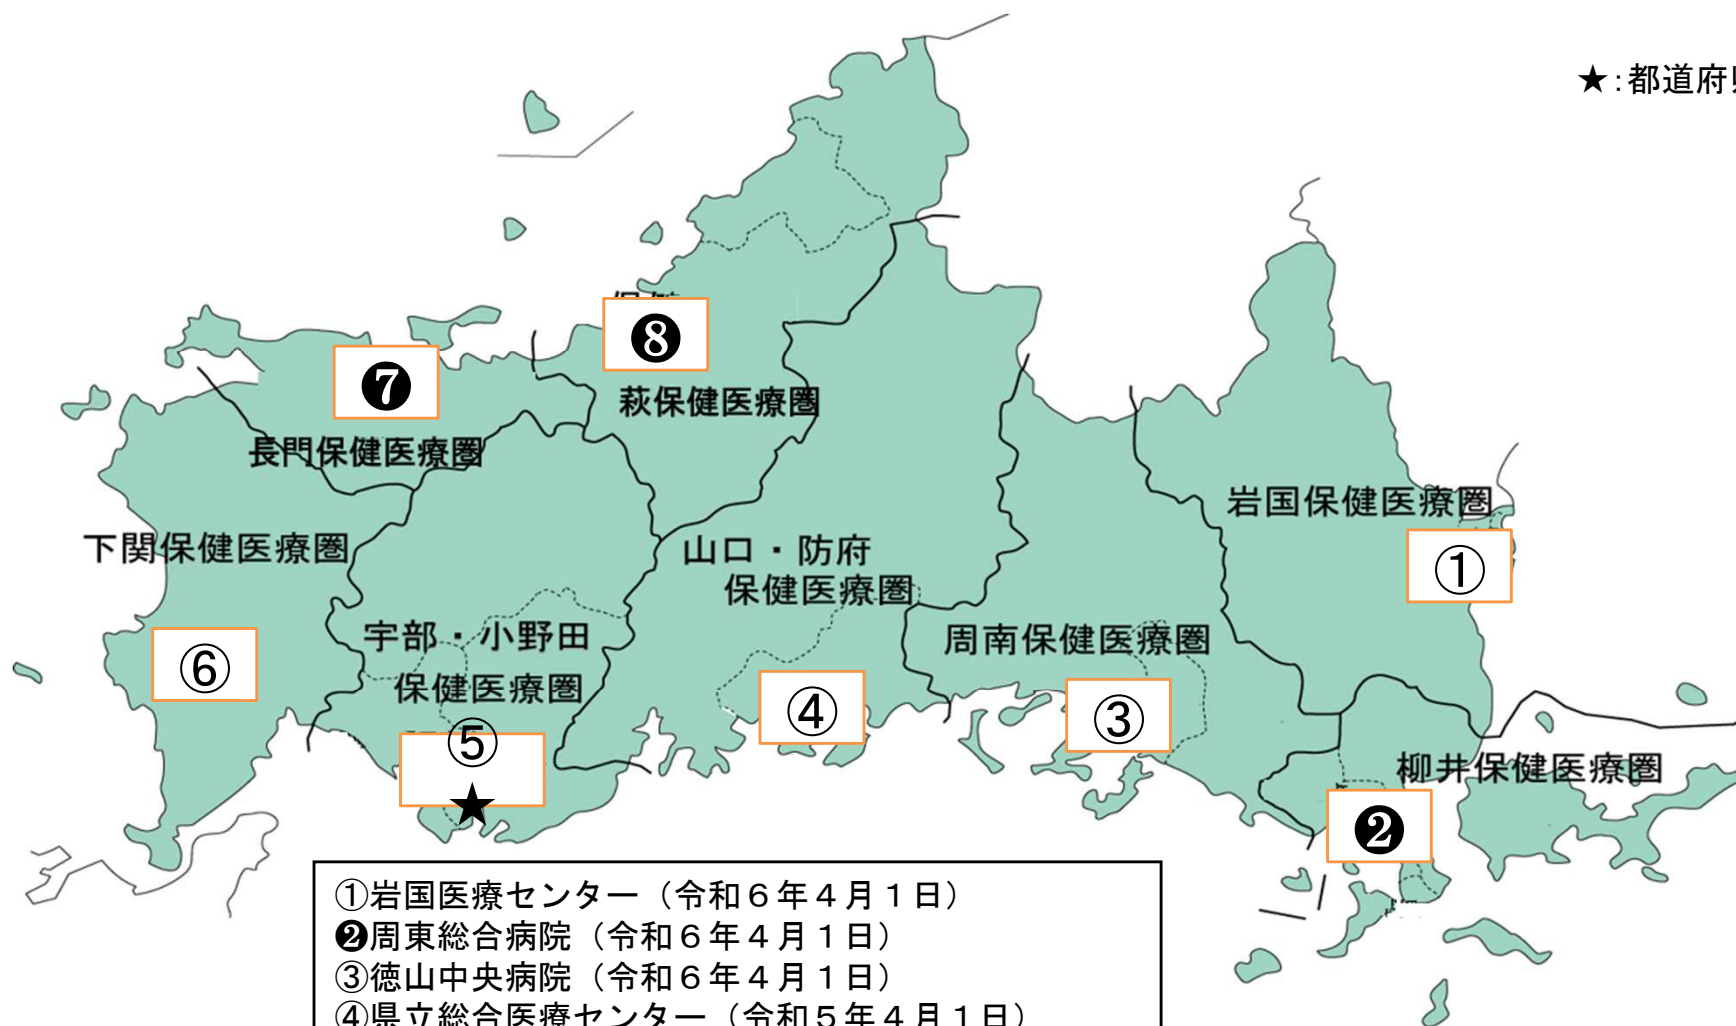 ★:都道府
❽
萩保健医療圏
❼
長門保健医療圏
岩国保健医療圏
①
下関保健医療圏
山口・防府
保健医療圏
宇部・小野田
保健医療圏
周南保健医療圏
⑥
④
③
⑤
★
柳井保健医療圏
❷
①岩国医療センター（令和６年４月１日）
❷周東総合病院（令和６年４月１日）
③徳山中央病院（令和６年４月１日）
④県立総合医療センター（令和５年４月１日）